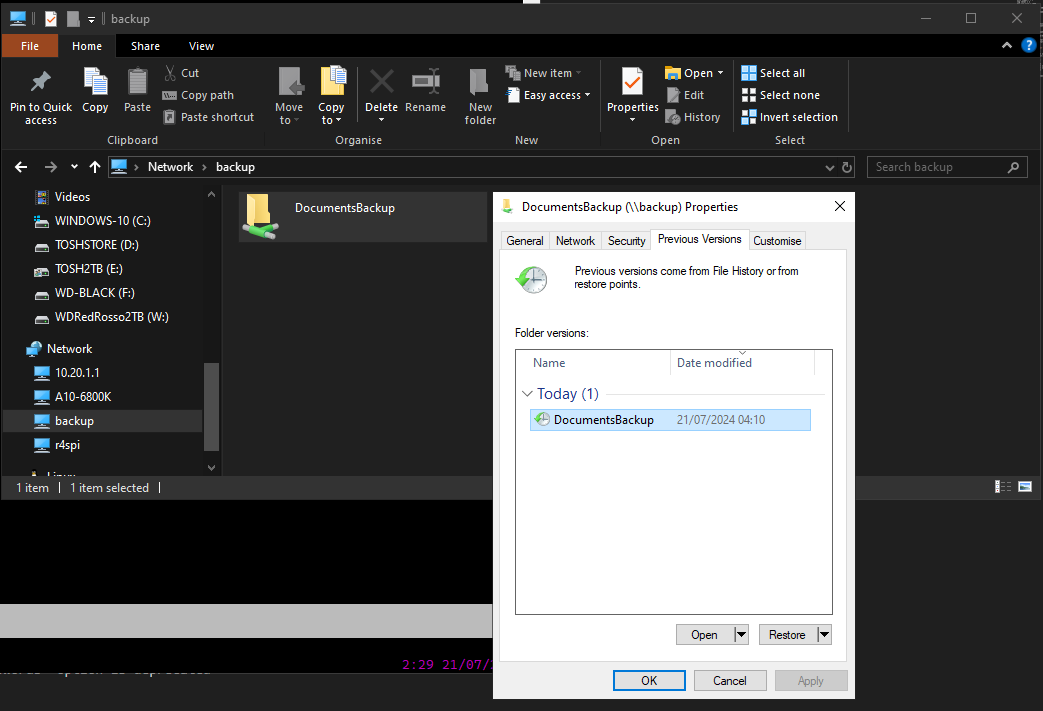 backup
File
Home
Share
View
?
Pin to Quick
access
Copy
Paste
Cut
Copy path
Paste shortcut
Move
to
Copy
to
Delete
Rename
New
folder
New item
Easy access
Properties
Open
Edit
History
Select all
Select none
Invert selection
Clipboard
Organise
New
Open
Select
Network
backup
Search backup
Videos
WINDOWS-10 (C:)
TOSHSTORE (D:)
TOSH2TB (E:)
WD-BLACK (F:)
WDRedRosso2TB (W:)
Network
10.20.1.1
A10-6800K
backup
r4spi
Linux
1 item
1 item selected
DocumentsBackup
DocumentsBackup (\\backup) Properties
General
Network
Security
Previous Versions
Customise
Previous versions come from File History or from
restore points.
Folder versions:
Name
Date modified
Today (1)
DocumentsBackup
21/07/2024 04:10
Open
Restore
OK
Cancel
Apply
2:29 21/07/